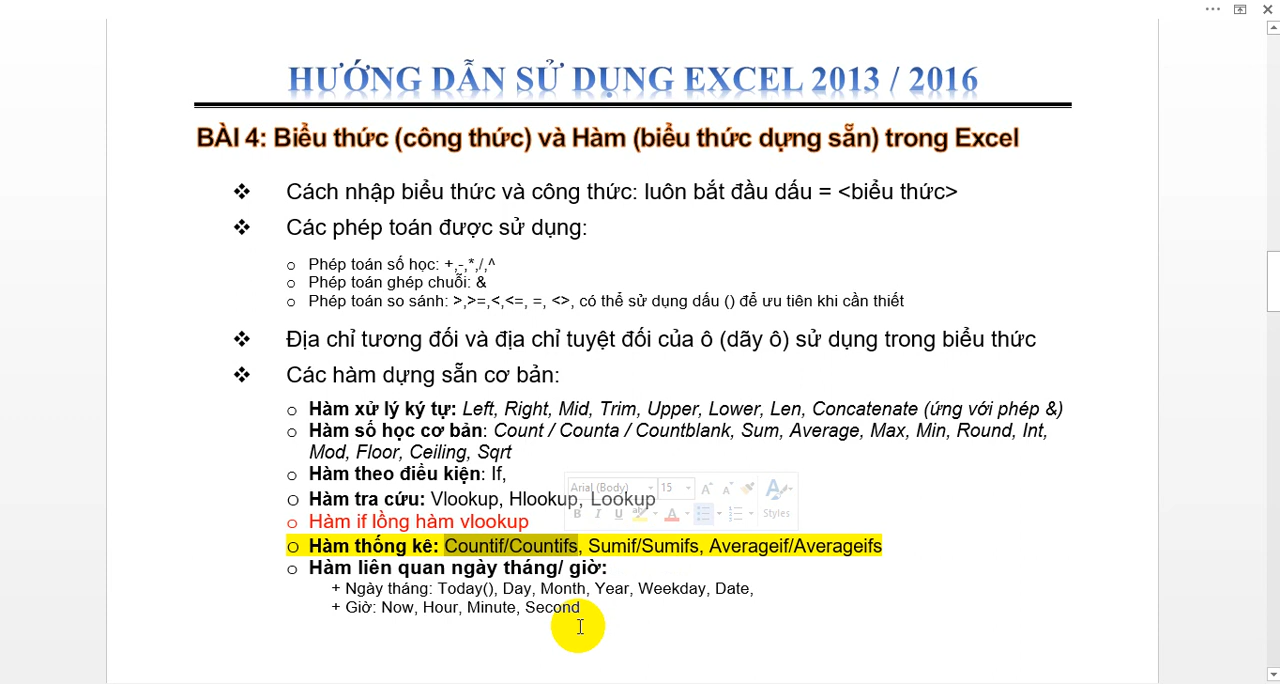 HƯỚNG DẪN SỬ DỤNG EXCEL 2013 / 2016
BÀI 4: Biểu thức (công thức) và Hàm (biểu thức dựng sẵn) trong Excel
❖ Cách nhập biểu thức và công thức: luôn bắt đầu dấu = <biểu thức>
❖ Các phép toán được sử dụng:
o Phép toán số học: +,-,*,/,^
o Phép toán ghép chuỗi: &
o Phép toán so sánh: >,>=,<,<=, =, <>, có thể sử dụng dấu () để ưu tiên khi cần thiết
❖ Địa chỉ tương đối và địa chỉ tuyệt đối của ô (dãy ô) sử dụng trong biểu thức
❖ Các hàm dựng sẵn cơ bản:
o Hàm xử lý ký tự: Left, Right, Mid, Trim, Upper, Lower, Len, Concatenate (ứng với phép &)
o Hàm số học cơ bản: Count / Counta / Countblank, Sum, Average, Max, Min, Round, Int,
Mod, Floor, Ceiling, Sqrt
o Hàm theo điều kiện: If,
Arial (Body) 15
o Hàm tra cứu: Vlookup, Hlookup, Lookup
B I U Styles
o Hàm if lồng hàm vlookup
o Hàm thống kê: Countif/Countifs, Sumif/Sumifs, Averageif/Averageifs
o Hàm liên quan ngày tháng/ giờ:
+ Ngày tháng: Today(), Day, Month, Year, Weekday, Date,
+ Giờ: Now, Hour, Minute, Second